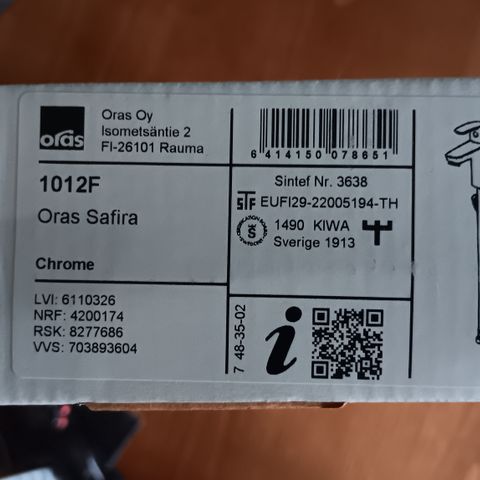 oras
Oras Oy
Isometsäntie 2
FI-26101 Rauma
1012F
Oras Safira
Chrome
LVI: 6110326
NRF: 4200174
RSK: 8277686
VVS: 703893604
6 414150 078651
Sintef Nr. 3638
STF EUFI29-22005194-TH
1490 KIWA
Sverige 1913
7 48-35-02
i